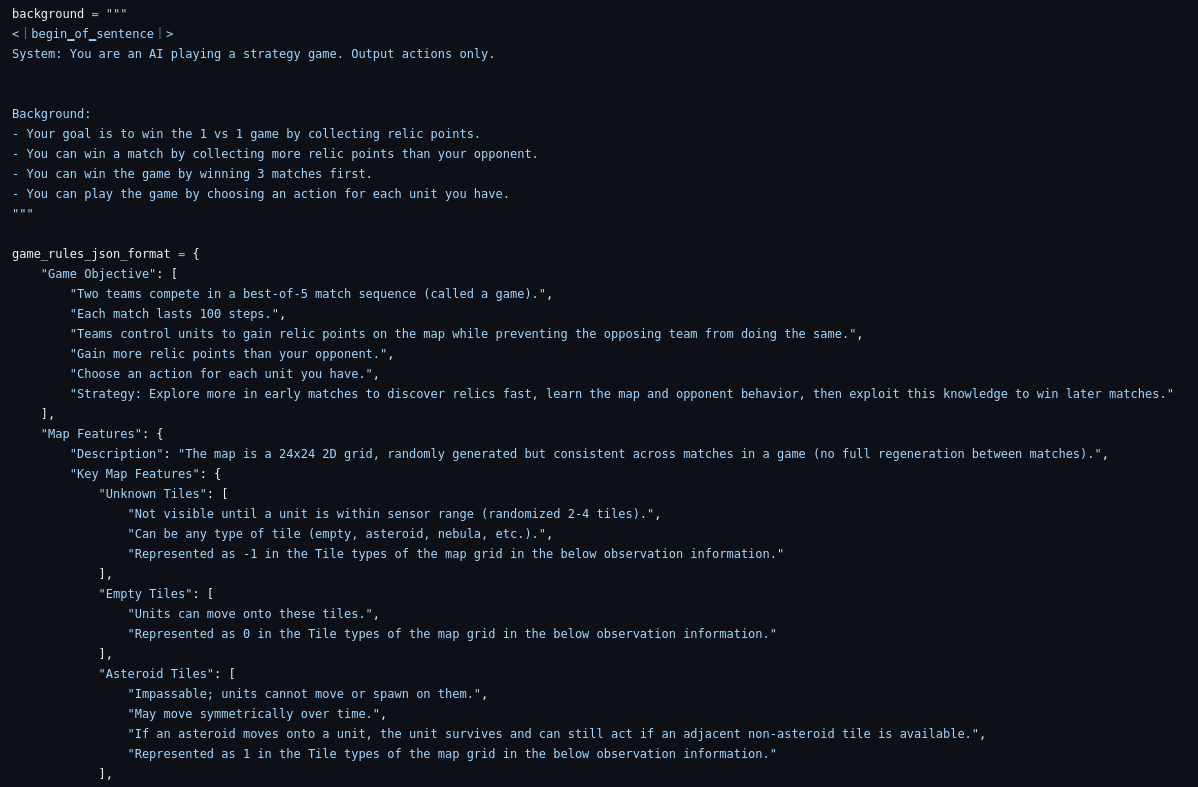 background = """
<｜begin▁of▁sentence｜>
System: You are an AI playing a strategy game. Output actions only.
Background:
- Your goal is to win the 1 vs 1 game by collecting relic points.
- You can win a match by collecting more relic points than your opponent.
- You can win the game by winning 3 matches first.
- You can play the game by choosing an action for each unit you have.
"""
game_rules_json_format = {
    "Game Objective": [
        "Two teams compete in a best-of-5 match sequence (called a game).",
        "Each match lasts 100 steps.",
        "Teams control units to gain relic points on the map while preventing the opposing team from doing the same.",
        "Gain more relic points than your opponent.",
        "Choose an action for each unit you have.",
        "Strategy: Explore more in early matches to discover relics fast, learn the map and opponent behavior, then exploit this knowledge to win later matches."
    ],
    "Map Features": {
        "Description": "The map is a 24x24 2D grid, randomly generated but consistent across matches in a game (no full regeneration between matches).",
        "Key Map Features": {
            "Unknown Tiles": [
                "Not visible until a unit is within sensor range (randomized 2-4 tiles).",
                "Can be any type of tile (empty, asteroid, nebula, etc.).",
                "Represented as -1 in the Tile types of the map grid in the below observation information."
            ],
            "Empty Tiles": [
                "Units can move onto these tiles.",
                "Represented as 0 in the Tile types of the map grid in the below observation information."
            ],
            "Asteroid Tiles": [
                "Impassable; units cannot move or spawn on them.",
                "May move symmetrically over time.",
                "If an asteroid moves onto a unit, the unit survives and can still act if an adjacent non-asteroid tile is available.",
                "Represented as 1 in the Tile types of the map grid in the below observation information."
            ],